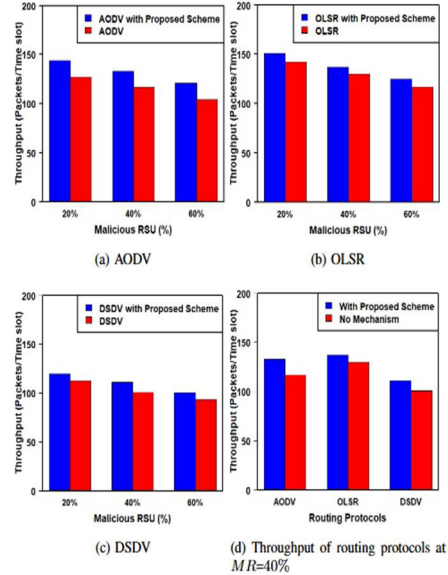 Throughput (Packets/Time slot)
200
150
100
50
0
AODV with Proposed Scheme
AODV
20%
40%
60%
Malicious RSU (%)
(a) AODV
Throughput (Packets/Time slot)
200
150
100
50
0
OLSR with Proposed Scheme
OLSR
20%
40%
60%
Malicious RSU (%)
(b) OLSR
Throughput (Packets/Time slot)
200
150
100
50
0
DSDV with Proposed Scheme
DSDV
20%
40%
60%
Malicious RSU (%)
(c) DSDV
Throughput (Packets/Time slot)
200
150
100
50
0
With Proposed Scheme
No Mechanism
AODV
OLSR
DSDV
Routing Protocols
(d) Throughput of routing protocols at
MR=40%